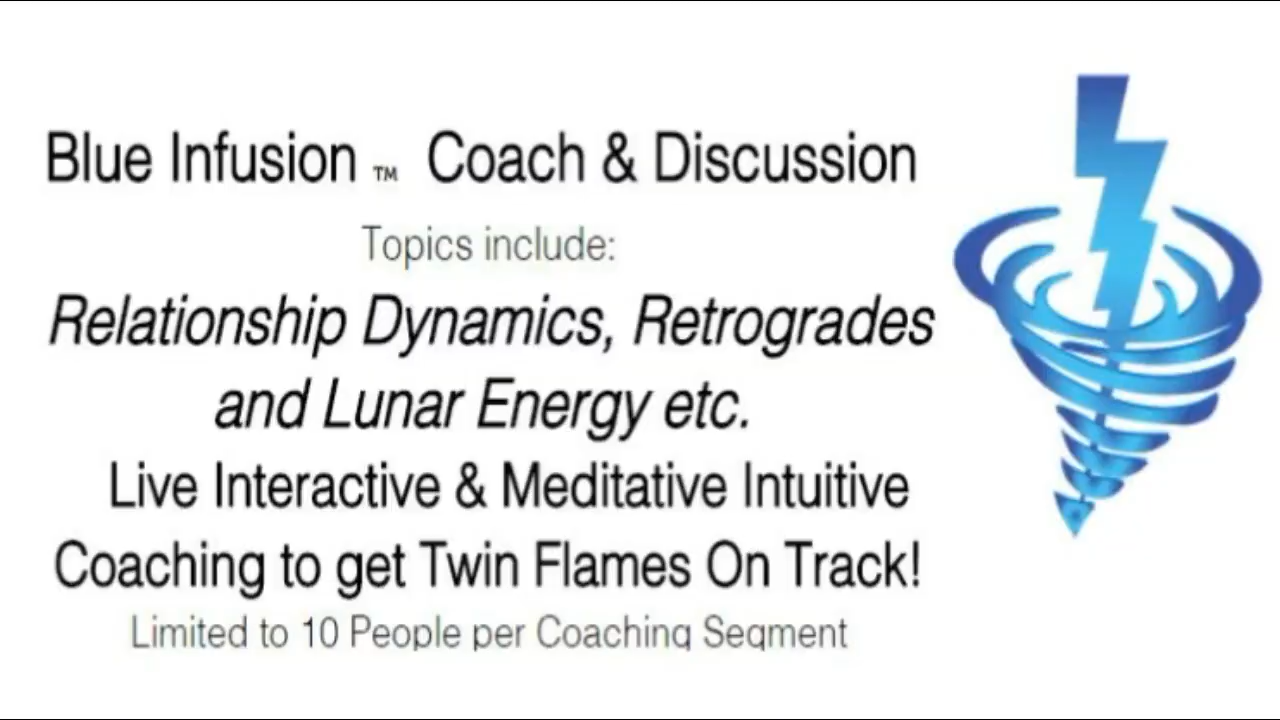 Blue Infusion ™ Coach & Discussion
Topics include:
Relationship Dynamics, Retrogrades
and Lunar Energy etc.
Live Interactive & Meditative Intuitive
Coaching to get Twin Flames On Track!
Limited to 10 People per Coaching Segment